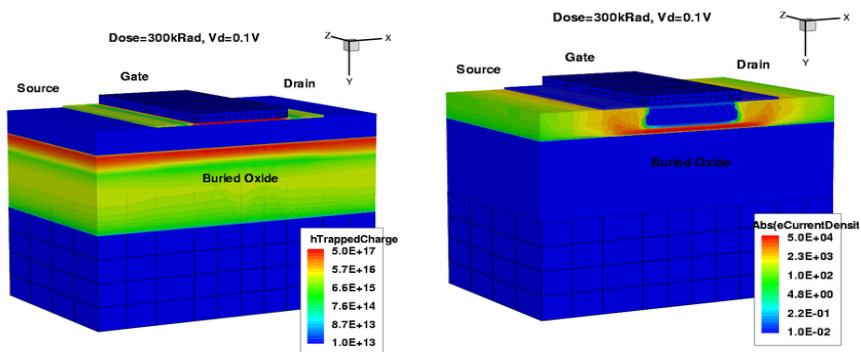 Dose=300kRad, Vd=0.1V
Z
X
Y
Source
Gate
Drain
Buried Oxide
hTrappedCharge
5.0E+17
5.7E+16
6.6E+15
7.6E+14
8.7E+13
1.0E+13
Dose=300kRad, Vd=0.1V
Z
X
Y
Source
Gate
Drain
Buried Oxide
Abs(eCurrentDensit
5.0E+04
2.3E+03
1.0E+02
4.8E+00
2.2E-01
1.0E-02